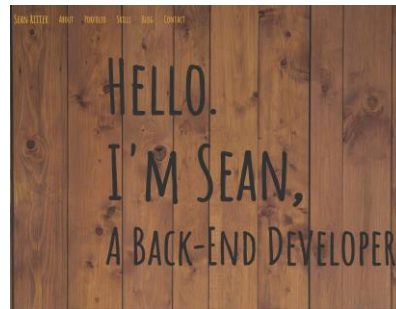 Sean Ritter About Portfolio Skills Blog Contact
Hello.
I'm Sean,
A Back-End Developer